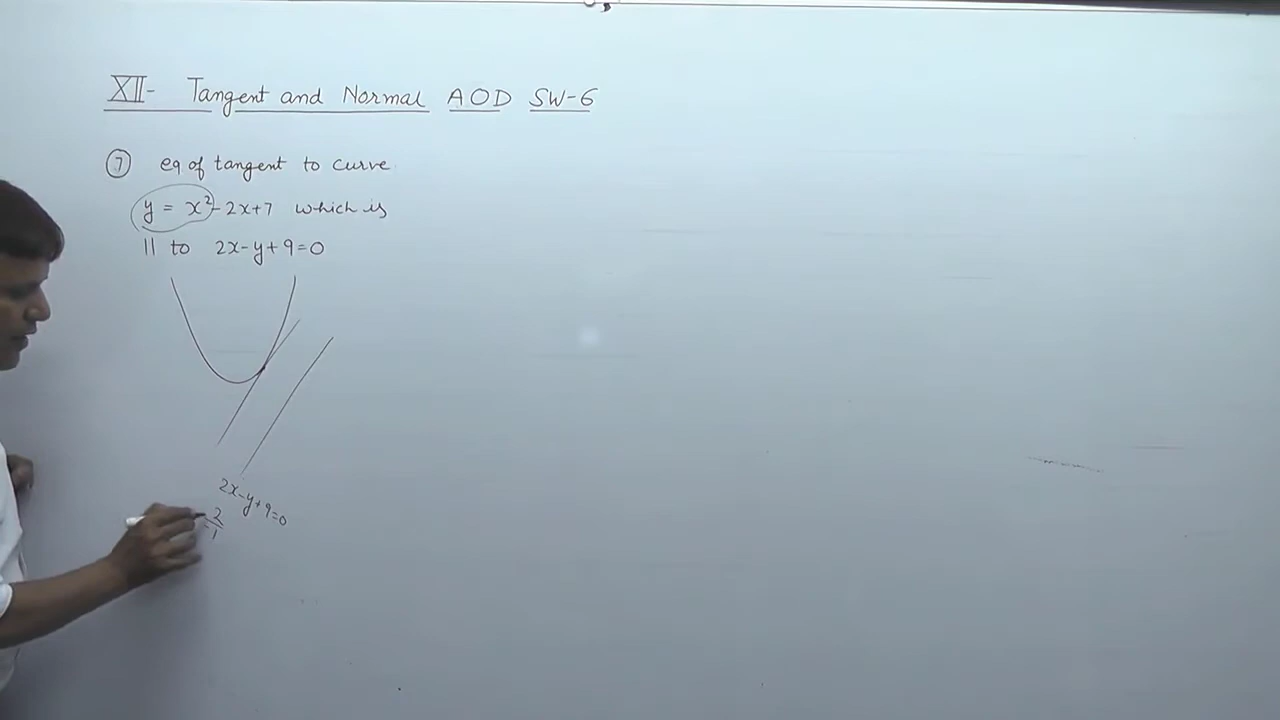 XII- Tangent and Normal AOD SW-6
7 eq of tangent to curve
y = x²-2x+7 which is
|| to 2x-y+9=0
2x-y+9=0
2
-1